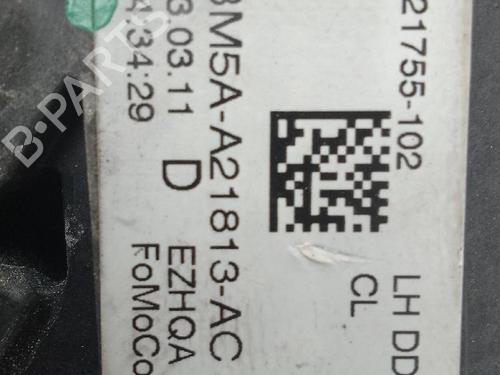 21755-102
LH DD
CL
BM5A-A21813-AC
3.03.11 D EZHQA
4:34:29 FoMoCo
B-PARTS